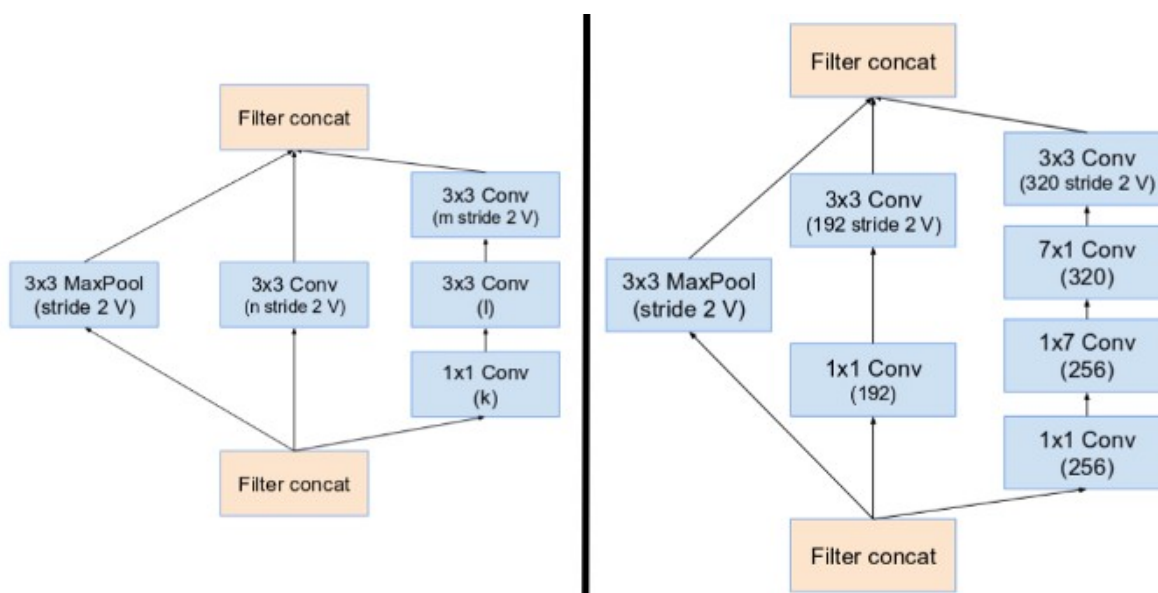 Filter concat
3x3 Conv
(m stride 2 V)
3x3 MaxPool
(stride 2 V)
3x3 Conv
(n stride 2 V)
3x3 Conv
(l)
1x1 Conv
(k)
Filter concat
Filter concat
3x3 Conv
(320 stride 2 V)
3x3 Conv
(192 stride 2 V)
7x1 Conv
(320)
3x3 MaxPool
(stride 2 V)
1x7 Conv
(256)
1x1 Conv
(192)
1x1 Conv
(256)
Filter concat